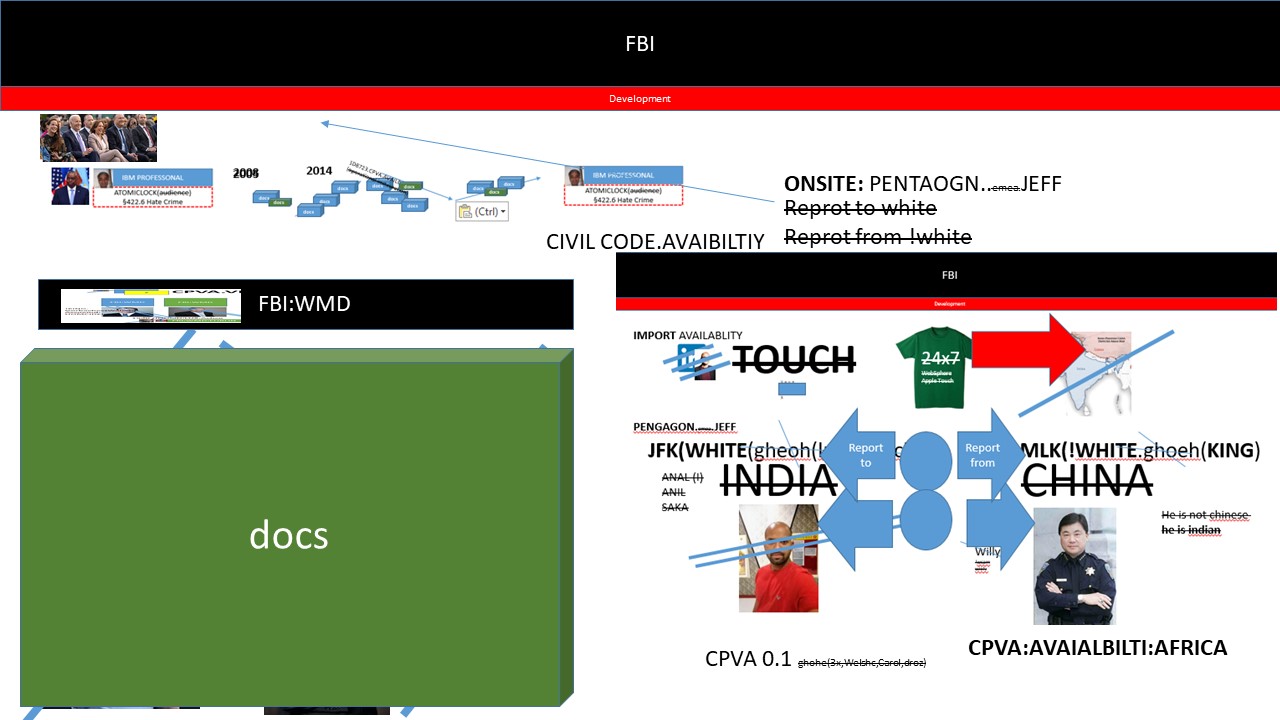 FBI
Development
IBM PROFESSIONAL
ATOMICLOCK(audience)
§422.6 Hate Crime
2014
docs
docs
docs
docs
docs
docs
docs
docs
docs
docs
docs
docs
(Ctrl)
IBM PROFESSIONAL
ATOMICLOCK(audience)
§422.6 Hate Crime
ONSITE: PENTAOGN..emea.JEFF
Reprot to white
Reprot from !white
CIVIL CODE.AVAIBILTIY
FBI:WMD
docs
FBI
Development
IMPORT AVAILABLITY
TOUCH
24x7
WebSphere
Apple Touch
PENGAGON.
JEFF
JFK(WHITE(gheoh(
MLK(!WHITE.ghoeh(KING)
Report
to
Report
from
INDIA
CHINA
ANAL (I)
ANIL
SAKA
He is not chinese
he is indian
Willy
CPVA 0.1 ghohe(3x,Welshc,Carol,droz)
CPVA:AVAIALBILTI:AFRICA